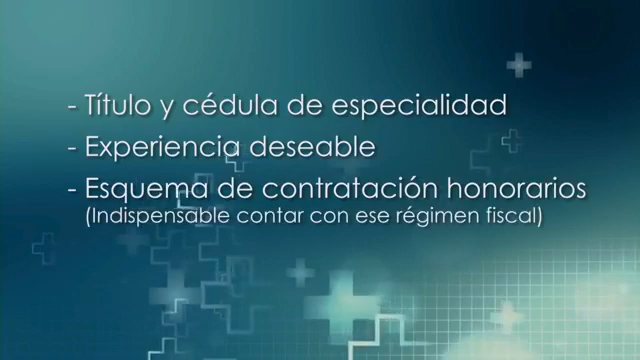 - Título y cédula de especialidad
- Experiencia deseable
- Esquema de contratación honorarios
(Indispensable contar con ese régimen fiscal)